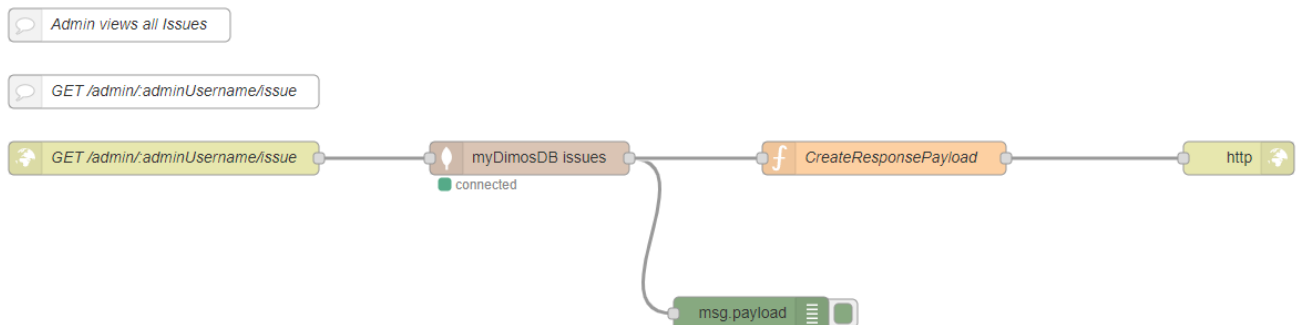 Admin views all Issues
GET /admin/:adminUsername/issue
GET /admin/:adminUsername/issue
myDimosDB issues
CreateResponsePayload
http
connected
msg.payload